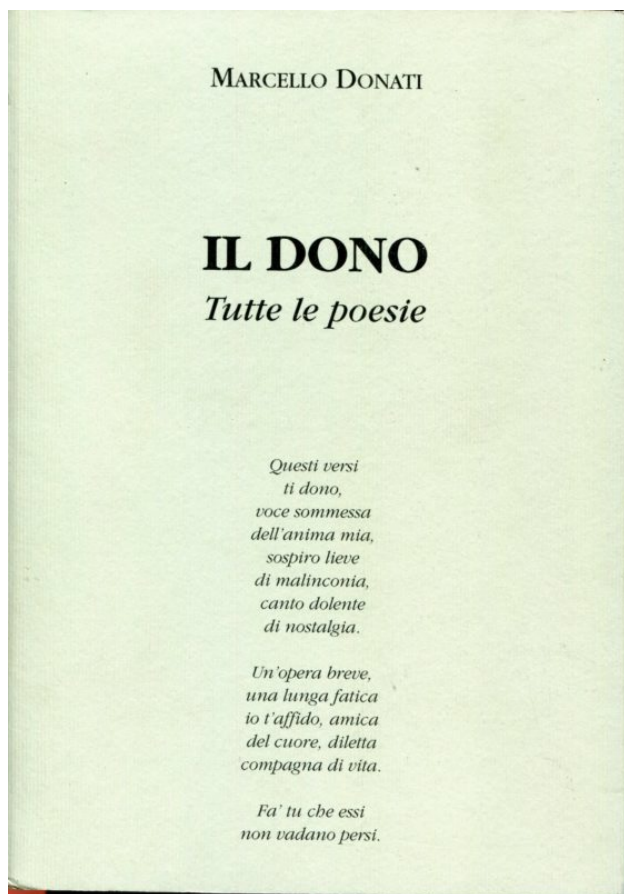 MARCELLO DONATI
IL DONO
Tutte le poesie
Questi versi
ti dono,
voce sommessa
dell'anima mia,
sospiro lieve
di malinconia,
canto dolente
di nostalgia.
Un'opera breve,
una lunga fatica
io t'affido, amica
del cuore, diletta
compagna di vita.
Fa' tu che essi
non vadano persi.